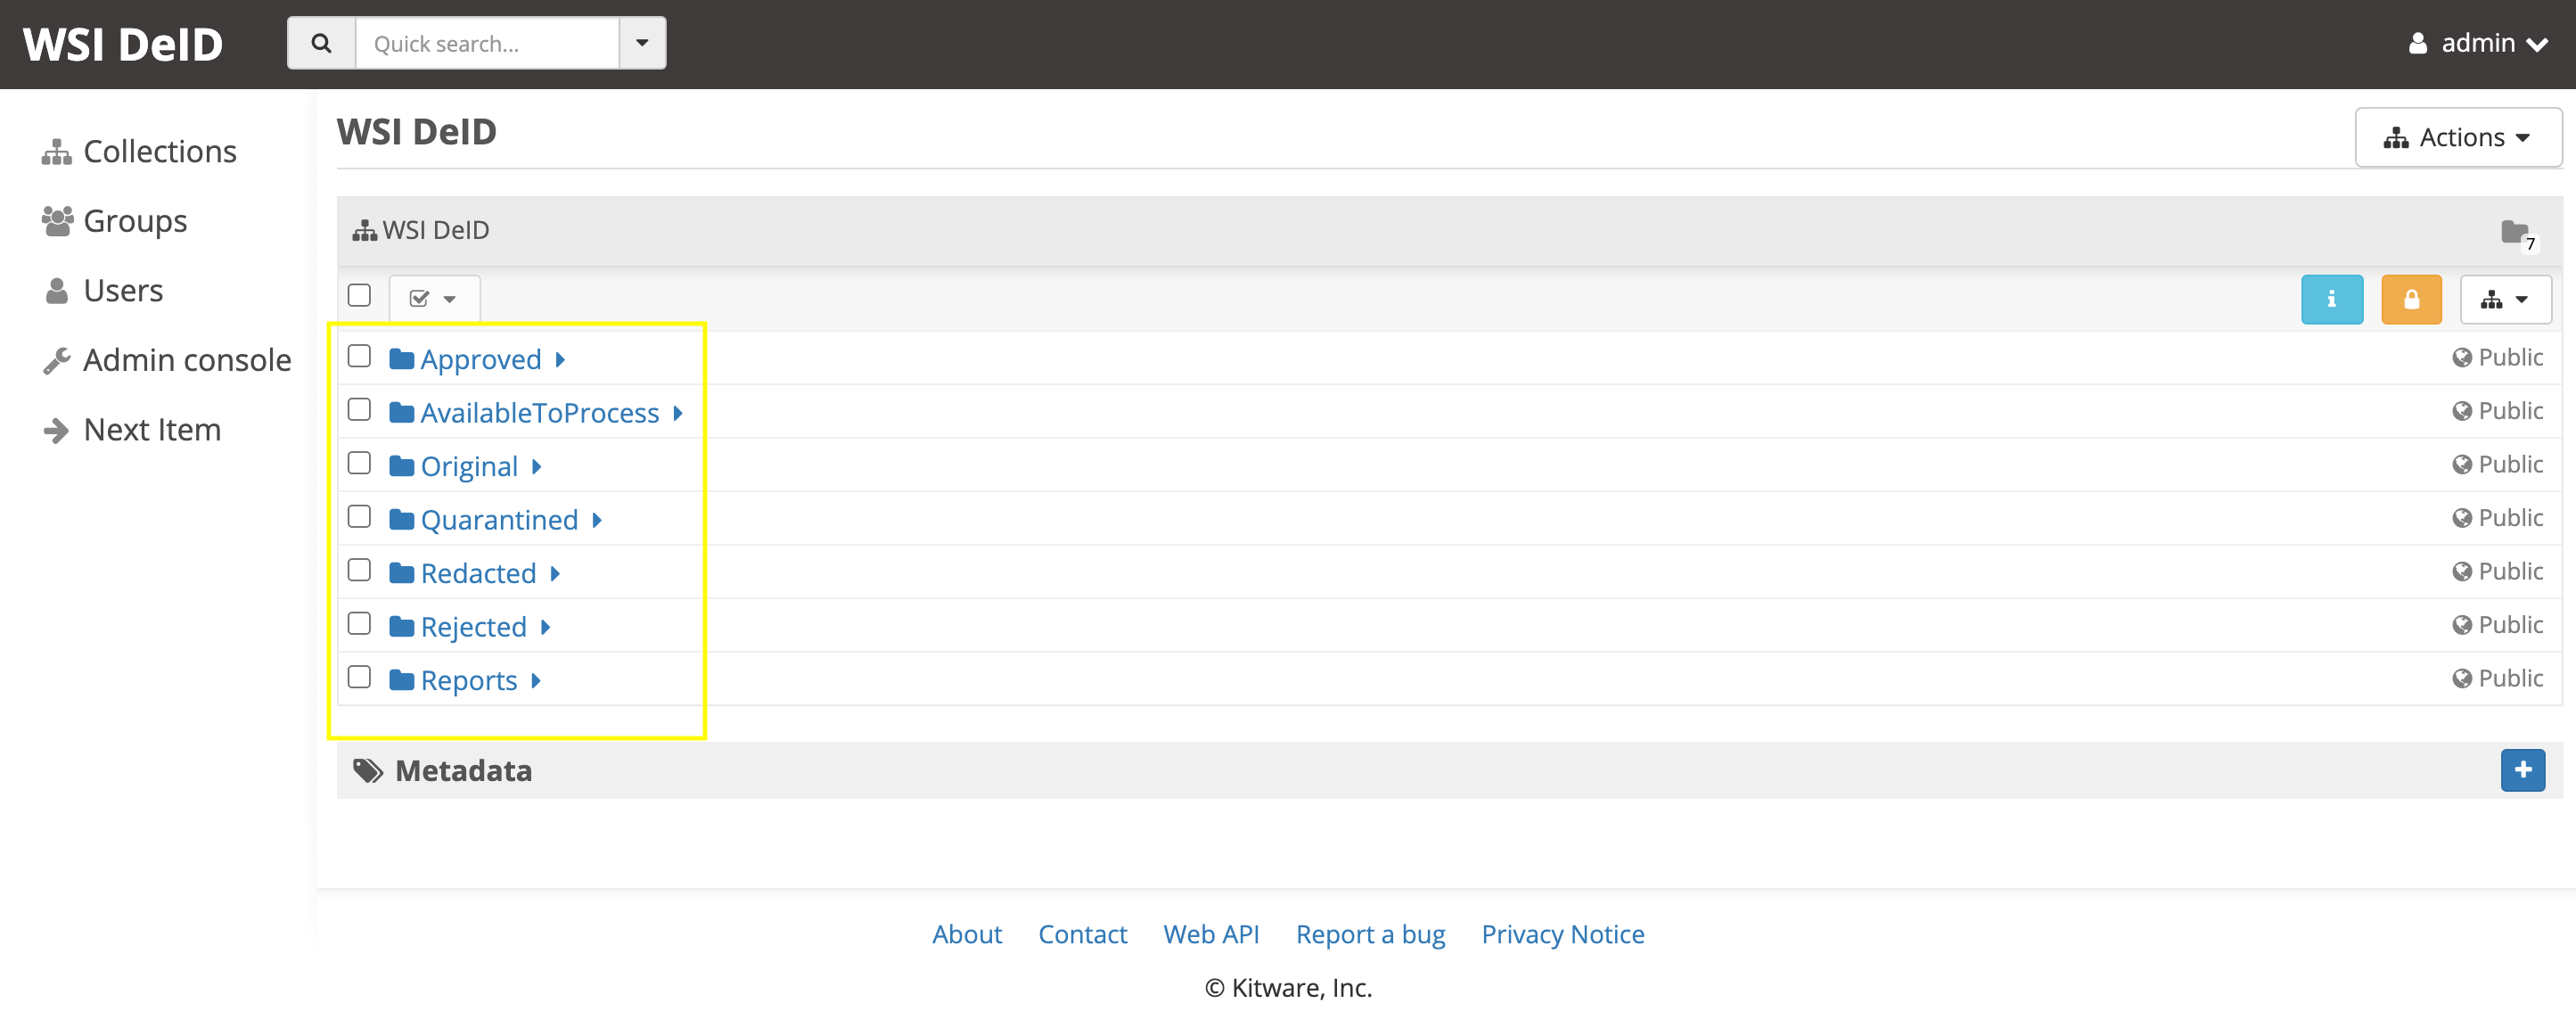 WSI DeID
Quick search...
admin
Collections
Groups
Users
Admin console
Next Item
WSI DeID
Actions
WSI DeID
7
Approved
Public
AvailableToProcess
Public
Original
Public
Quarantined
Public
Redacted
Public
Rejected
Public
Reports
Public
Metadata
About Contact Web API Report a bug Privacy Notice
© Kitware, Inc.